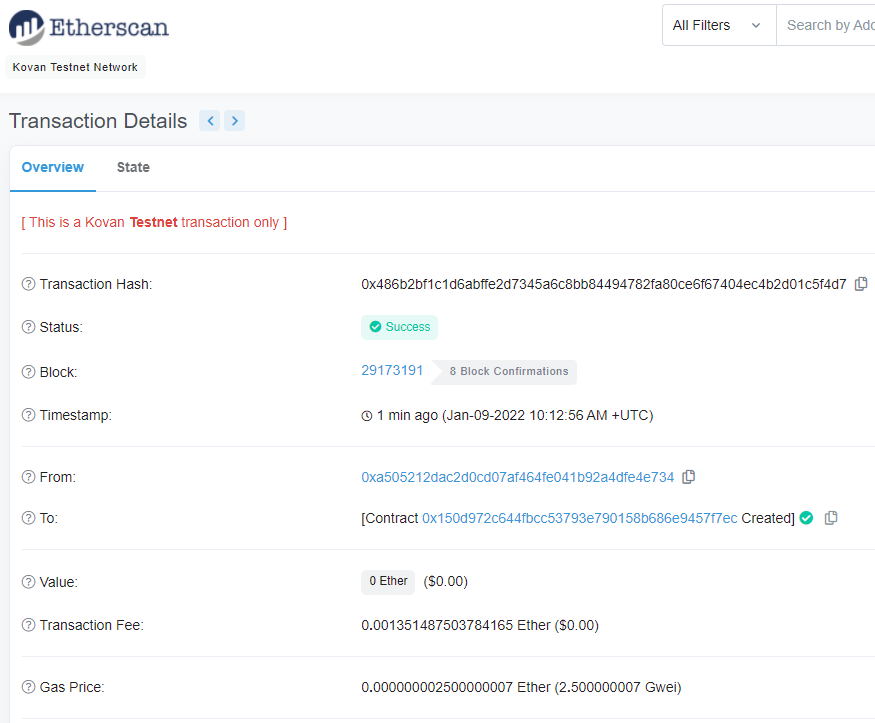 Etherscan
All Filters
Search by Add
Kovan Testnet Network
Transaction Details
Overview State
[ This is a Kovan Testnet transaction only ]
Transaction Hash: 0x486b2bf1c1d6abffe2d7345a6c8bb84494782fa80ce6f67404ec4b2d01c5f4d7
Status: Success
Block: 29173191 8 Block Confirmations
Timestamp: 1 min ago (Jan-09-2022 10:12:56 AM +UTC)
From: 0xa505212dac2d0cd07af464fe041b92a4dfe4e734
To: [Contract 0x150d972c644fbcc53793e790158b686e9457f7ec Created]
Value: 0 Ether ($0.00)
Transaction Fee: 0.001351487503784165 Ether ($0.00)
Gas Price: 0.000000002500000007 Ether (2.500000007 Gwei)